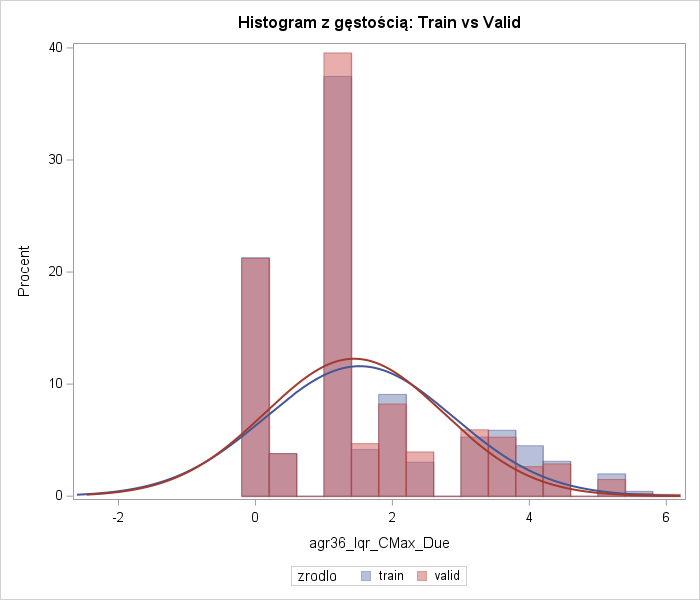 Histogram z gęstością: Train vs Valid
40
30
20
10
0
Procent
-2 0 2 4 6
agr36_Iqr_CMax_Due
zrodlo train valid